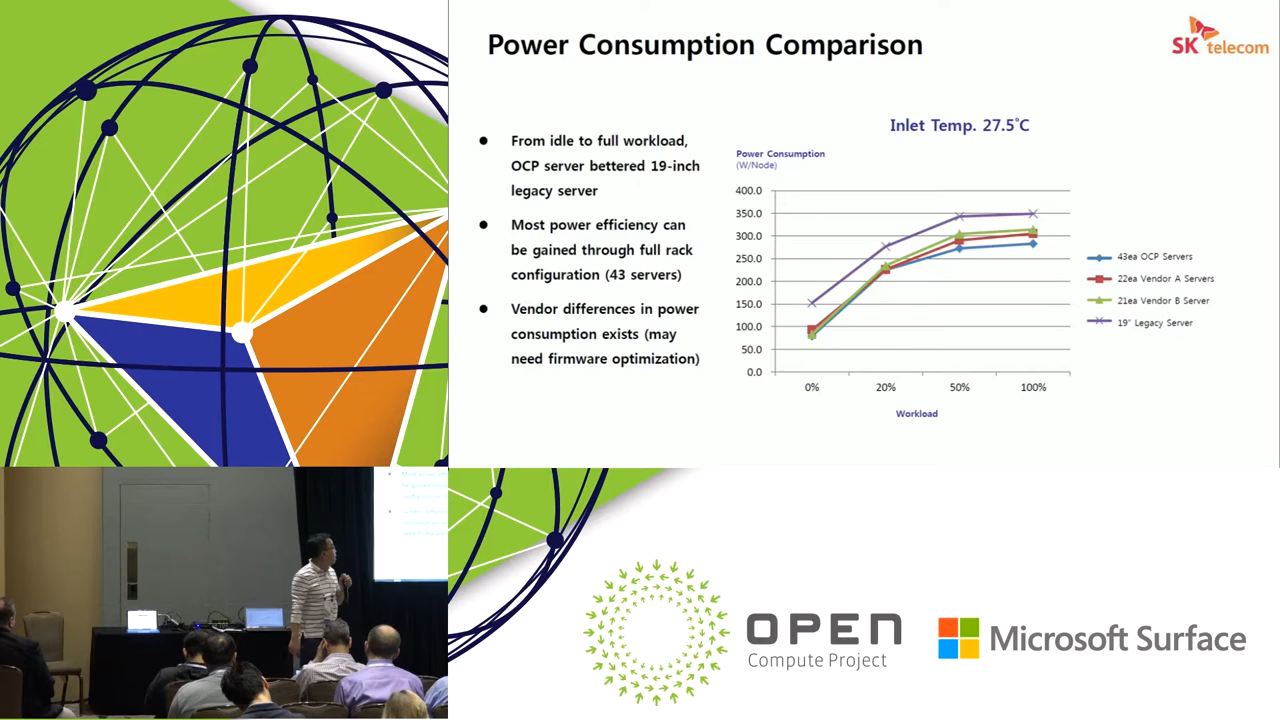 Power Consumption Comparison
SK telecom
● From idle to full workload,
OCP server bettered 19-inch
legacy server
● Most power efficiency can
be gained through full rack
configuration (43 servers)
● Vendor differences in power
consumption exists (may
need firmware optimization)
Inlet Temp. 27.5°C
Power Consumption
(W/Node)
400.0
350.0
300.0
250.0
200.0
150.0
100.0
50.0
0.0
0% 20% 50% 100%
Workload
43ea OCP Servers
22ea Vendor A Servers
21ea Vendor B Server
19" Legacy Server
OPEN
Compute Project
Microsoft Surface